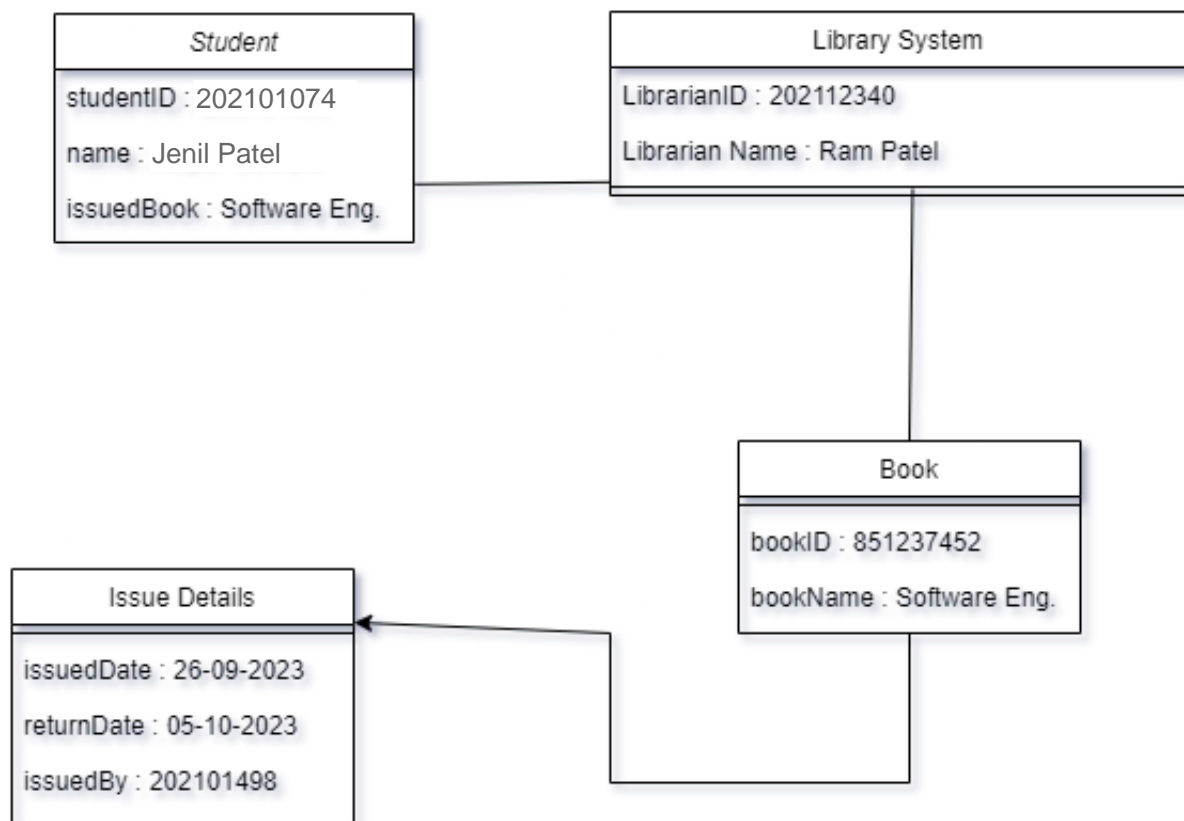 Student
studentID : 202101074
name : Jenil Patel
issuedBook : Software Eng.
Library System
LibrarianID : 202112340
Librarian Name : Ram Patel
Book
bookID : 851237452
bookName : Software Eng.
Issue Details
issuedDate : 26-09-2023
returnDate : 05-10-2023
issuedBy : 202101498